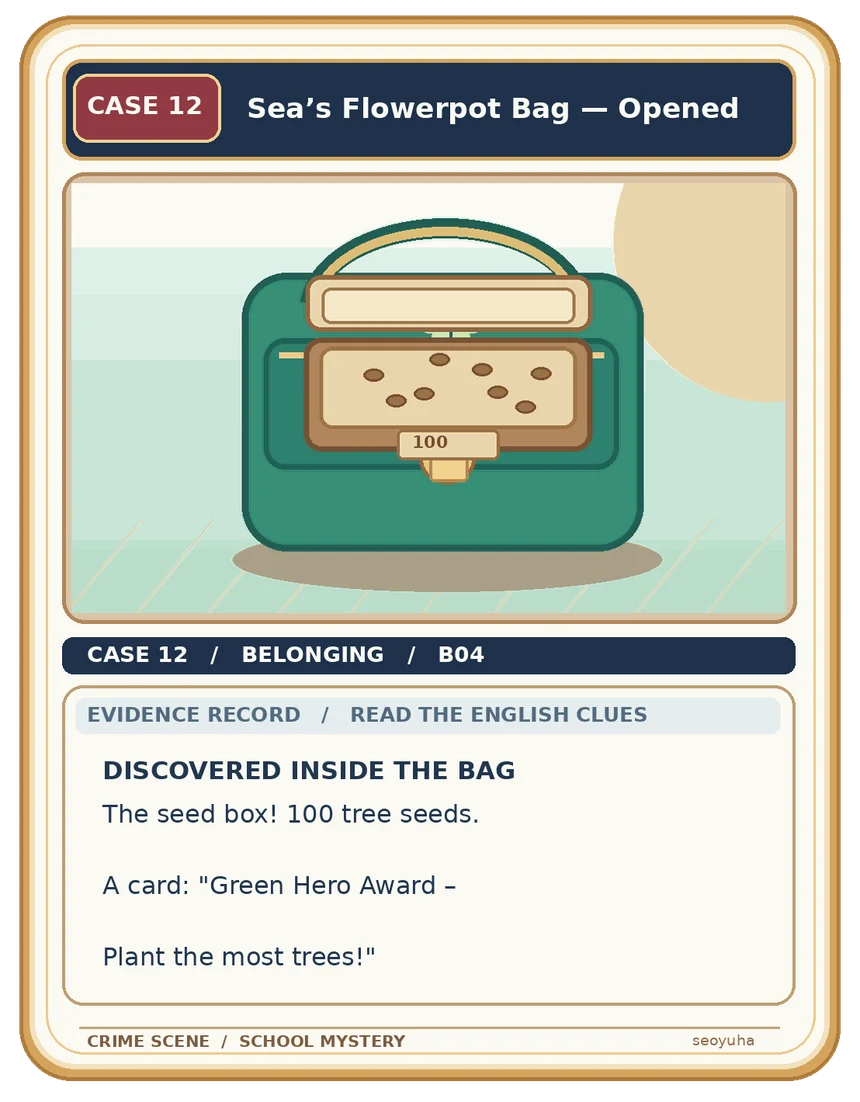 CASE 12
Sea’s Flowerpot Bag — Opened
100
CASE 12 / BELONGING / B04
EVIDENCE RECORD / READ THE ENGLISH CLUES
DISCOVERED INSIDE THE BAG
The seed box! 100 tree seeds.
A card: "Green Hero Award –
Plant the most trees!"
CRIME SCENE / SCHOOL MYSTERY
seoyuha